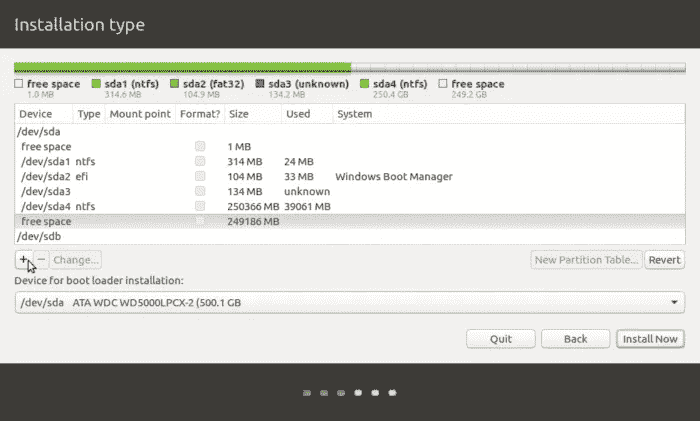 Installation type
free space sda1 (ntfs) sda2 (fat32) sda3 (unknown) sda4 (ntfs) free space
1.0 MB 314.6 MB 104.9 MB 134.2 MB 250.4 GB 249.2 GB
Device Type Mount point Format? Size Used System
/dev/sda
free space 1 MB
/dev/sda1 ntfs 314 MB 24 MB
/dev/sda2 efi 104 MB 33 MB Windows Boot Manager
/dev/sda3 134 MB unknown
/dev/sda4 ntfs 250366 MB 39061 MB
free space 249186 MB
/dev/sdb
+ − Change... New Partition Table... Revert
Device for boot loader installation:
/dev/sda ATA WDC WD5000LPCX-2 (500.1 GB
Quit Back Install Now